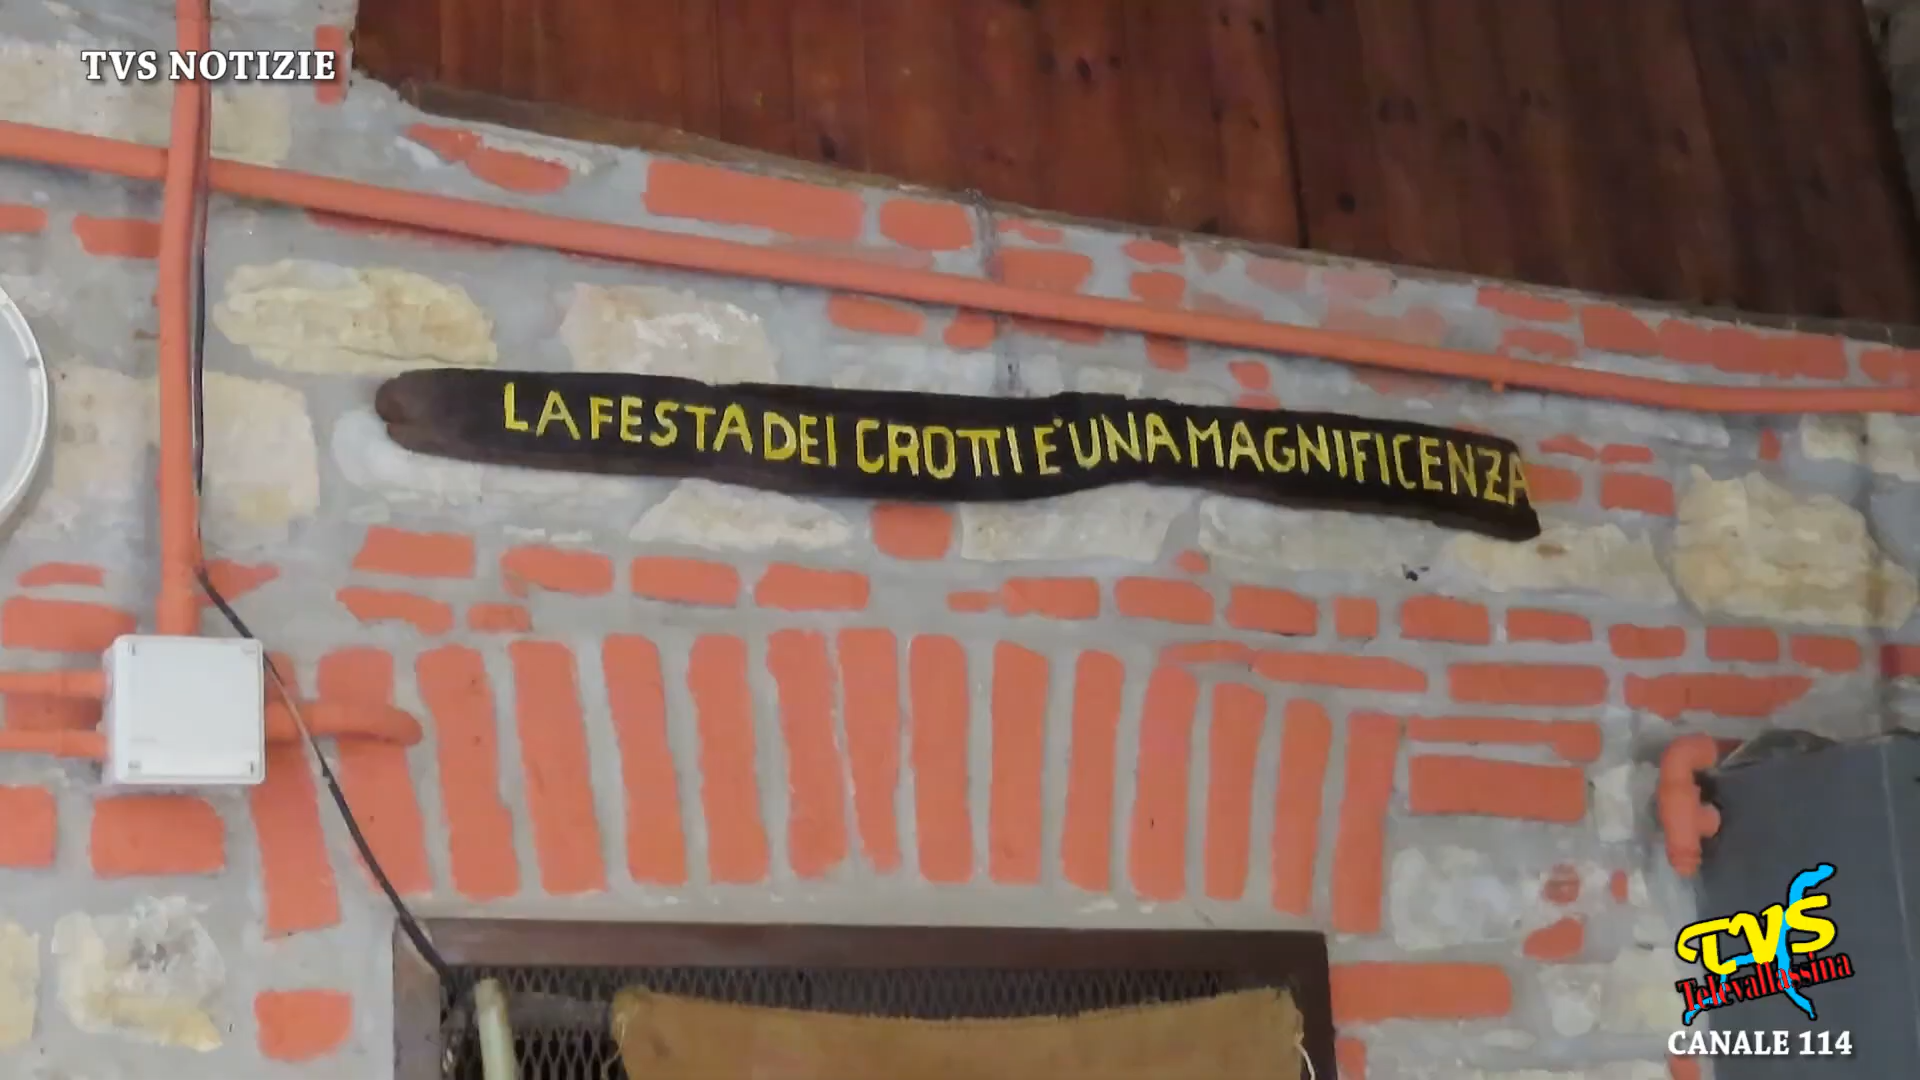 TVS NOTIZIE
LA FESTA DEI CROTTI E' UNA MAGNIFICENZA
TVS
Televallassina
CANALE 114